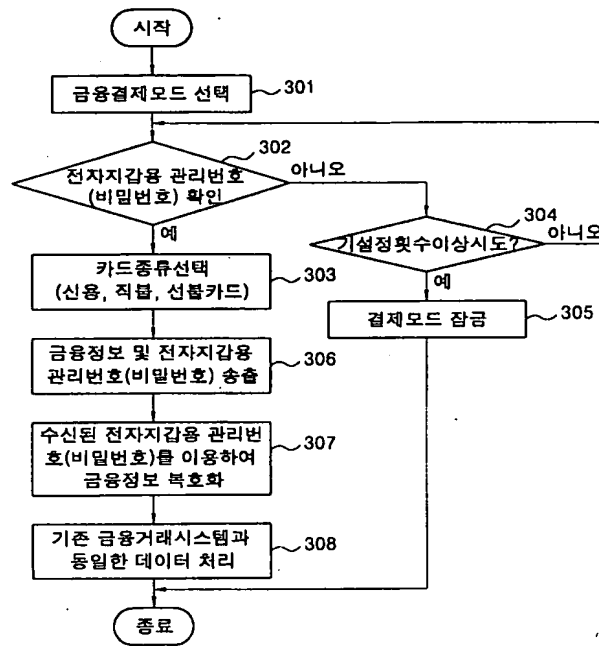 시작
금융결제모드 선택
301
302
전자지갑용 관리번호
(비밀번호) 확인
아니오
예
304
기설정횟수이상시도?
아니오
예
카드종류선택
(신용, 직불, 선불카드)
303
결제모드 잠금
305
금융정보 및 전자지갑용
관리번호(비밀번호) 송출
306
수신된 전자지갑용 관리번
호(비밀번호)를 이용하여
금융정보 복호화
307
기존 금융거래시스템과
동일한 데이터 처리
308
종료